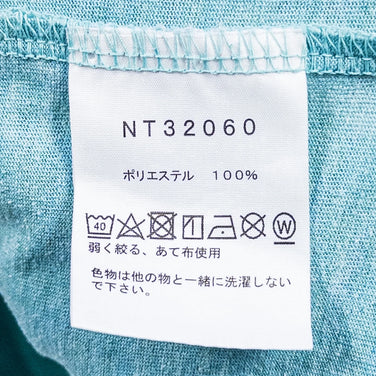 NT32060
ポリエステル 100%
40 W
弱く絞る、あて布使用
色物は他の物と一緒に洗濯しない
で下さい。